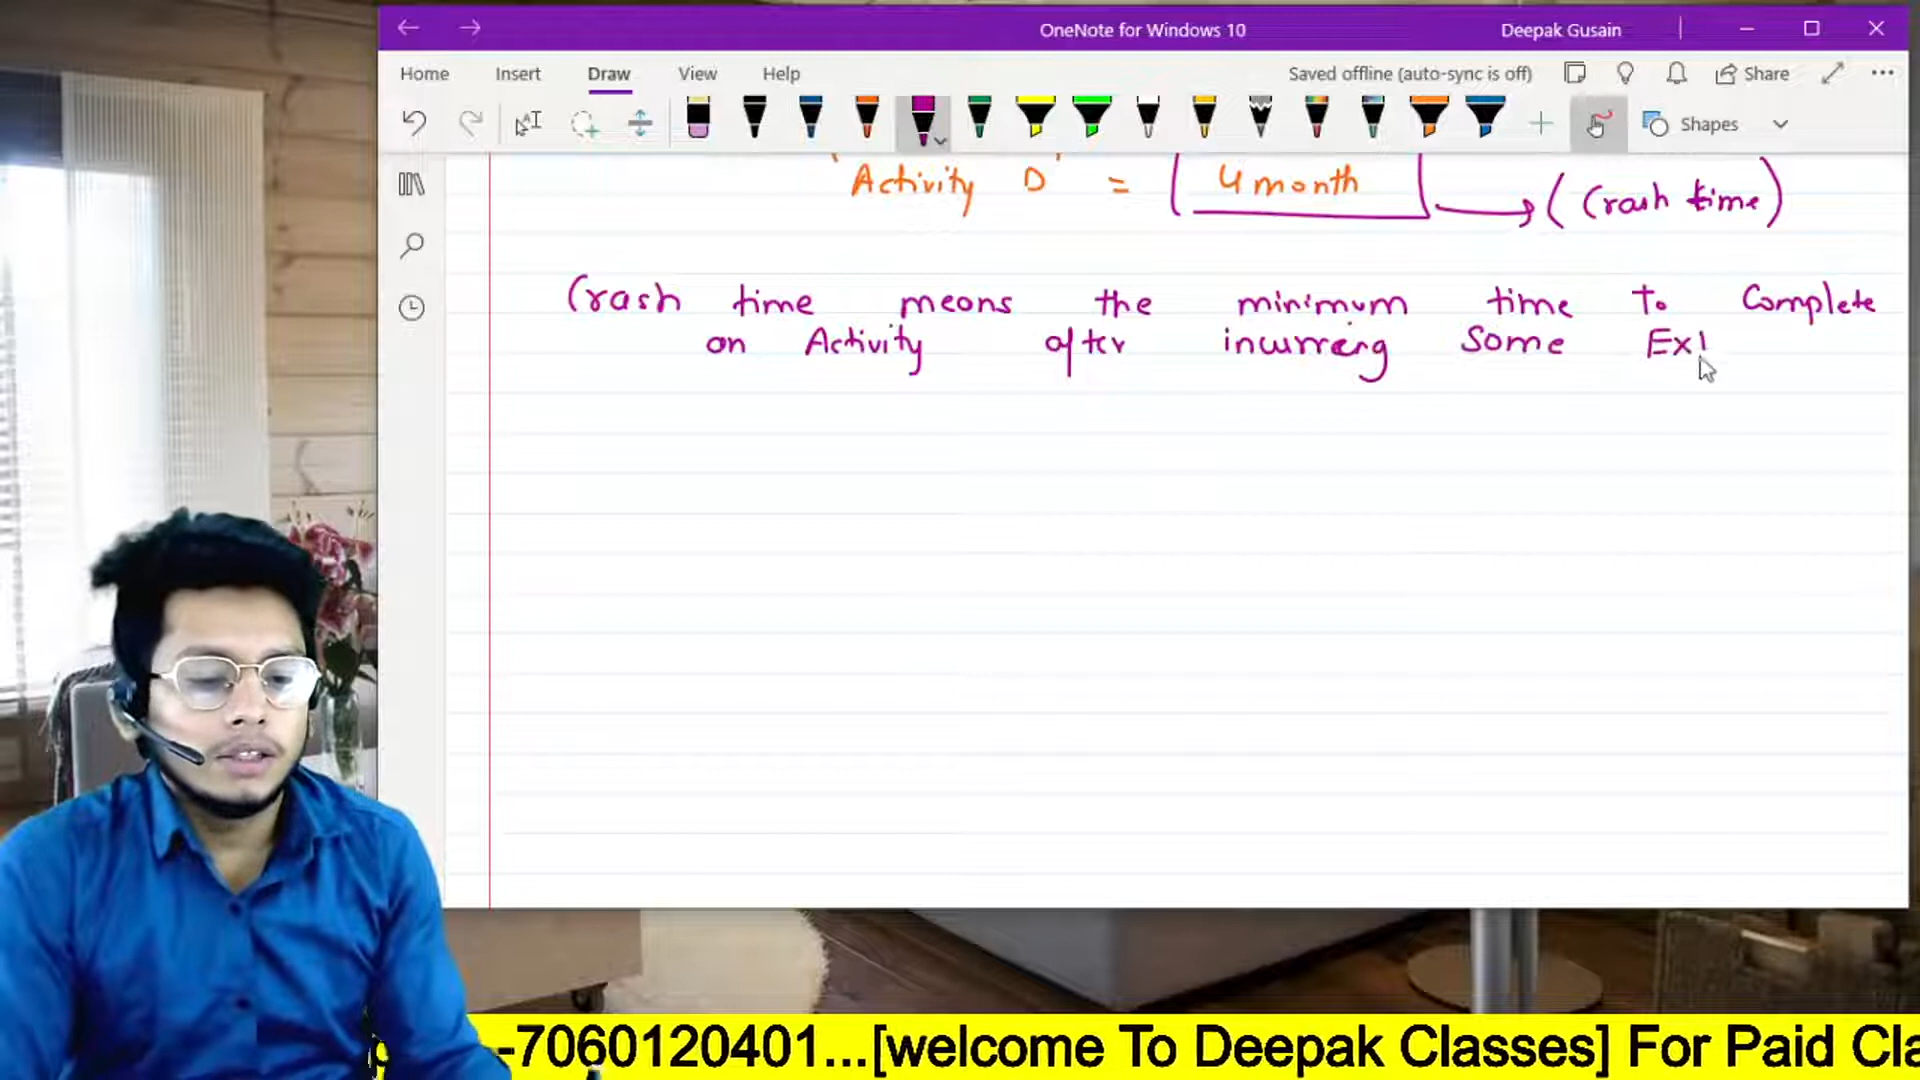 OneNote for Windows 10
Deepak Gusain
Home Insert Draw View Help
Saved offline (auto-sync is off)
Share
Shapes
Activity D = 4 month → (Crash time)
Crash time means the minimum time To Complete
an Activity after incurring Some Ex
-7060120401...[welcome To Deepak Classes] For Paid Cla